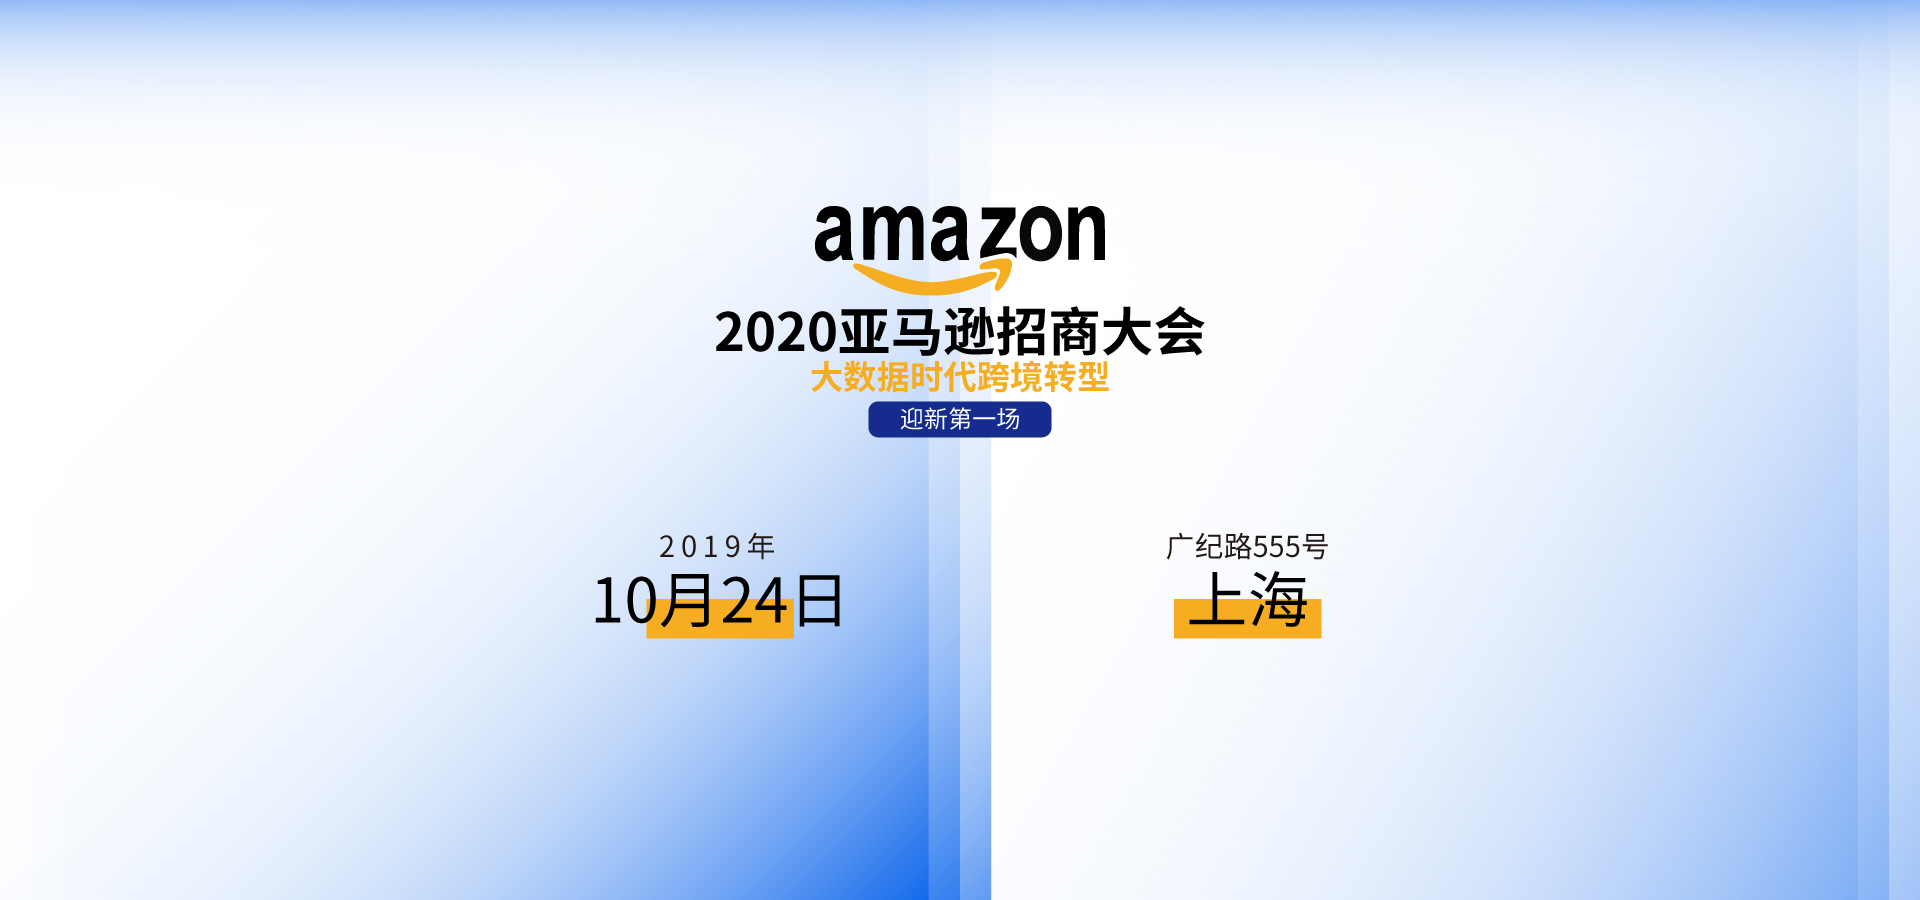 amazon
2020亚马逊招商大会
大数据时代跨境转型
迎新第一场
2019年
10月24日
广纪路555号
上海